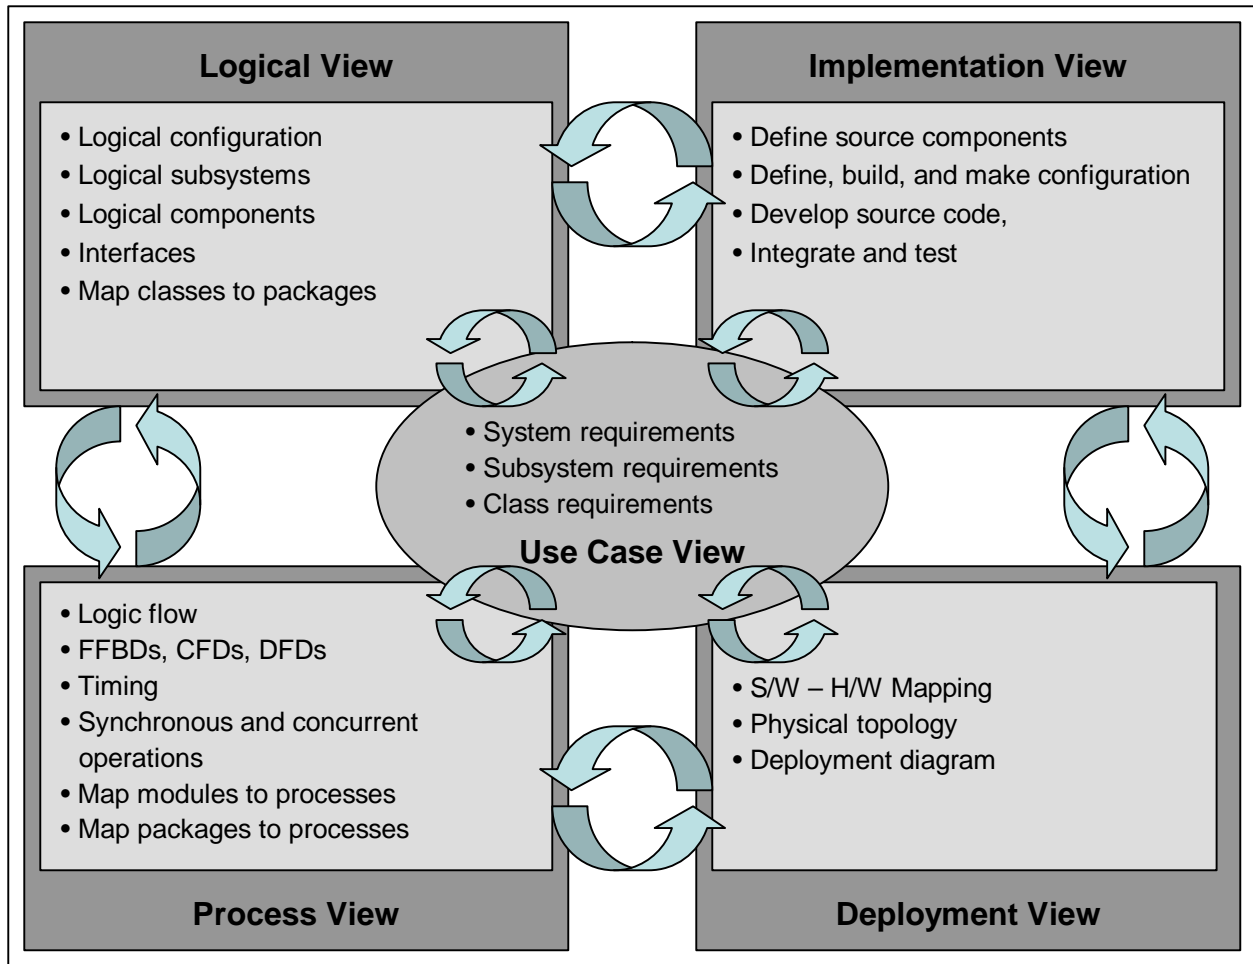 Logical View
• Logical configuration
• Logical subsystems
• Logical components
• Interfaces
• Map classes to packages
Implementation View
• Define source components
• Define, build, and make configuration
• Develop source code,
• Integrate and test
• System requirements
• Subsystem requirements
• Class requirements
Use Case View
• Logic flow
• FFBDs, CFDs, DFDs
• Timing
• Synchronous and concurrent
operations
• Map modules to processes
• Map packages to processes
Process View
• S/W – H/W Mapping
• Physical topology
• Deployment diagram
Deployment View